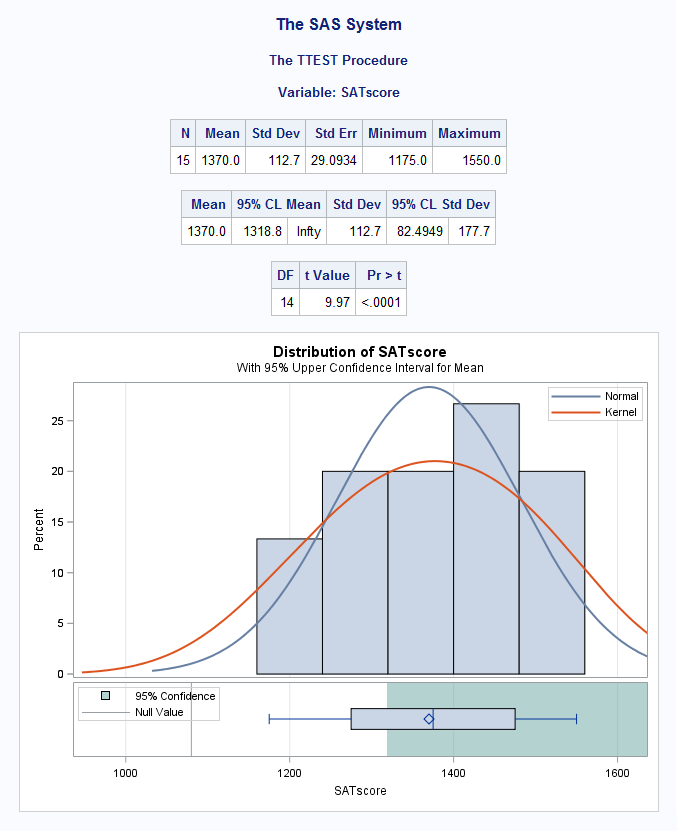 The SAS System
The TTEST Procedure
Variable: SATscore
N Mean Std Dev Std Err Minimum Maximum
15 1370.0 112.7 29.0934 1175.0 1550.0
Mean 95% CL Mean Std Dev 95% CL Std Dev
1370.0 1318.8 Infty 112.7 82.4949 177.7
DF t Value Pr > t
14 9.97 <.0001
Distribution of SATscore
With 95% Upper Confidence Interval for Mean
Normal
Kernel
25
20
15
10
5
0
Percent
95% Confidence
Null Value
1000 1200 1400 1600
SATscore